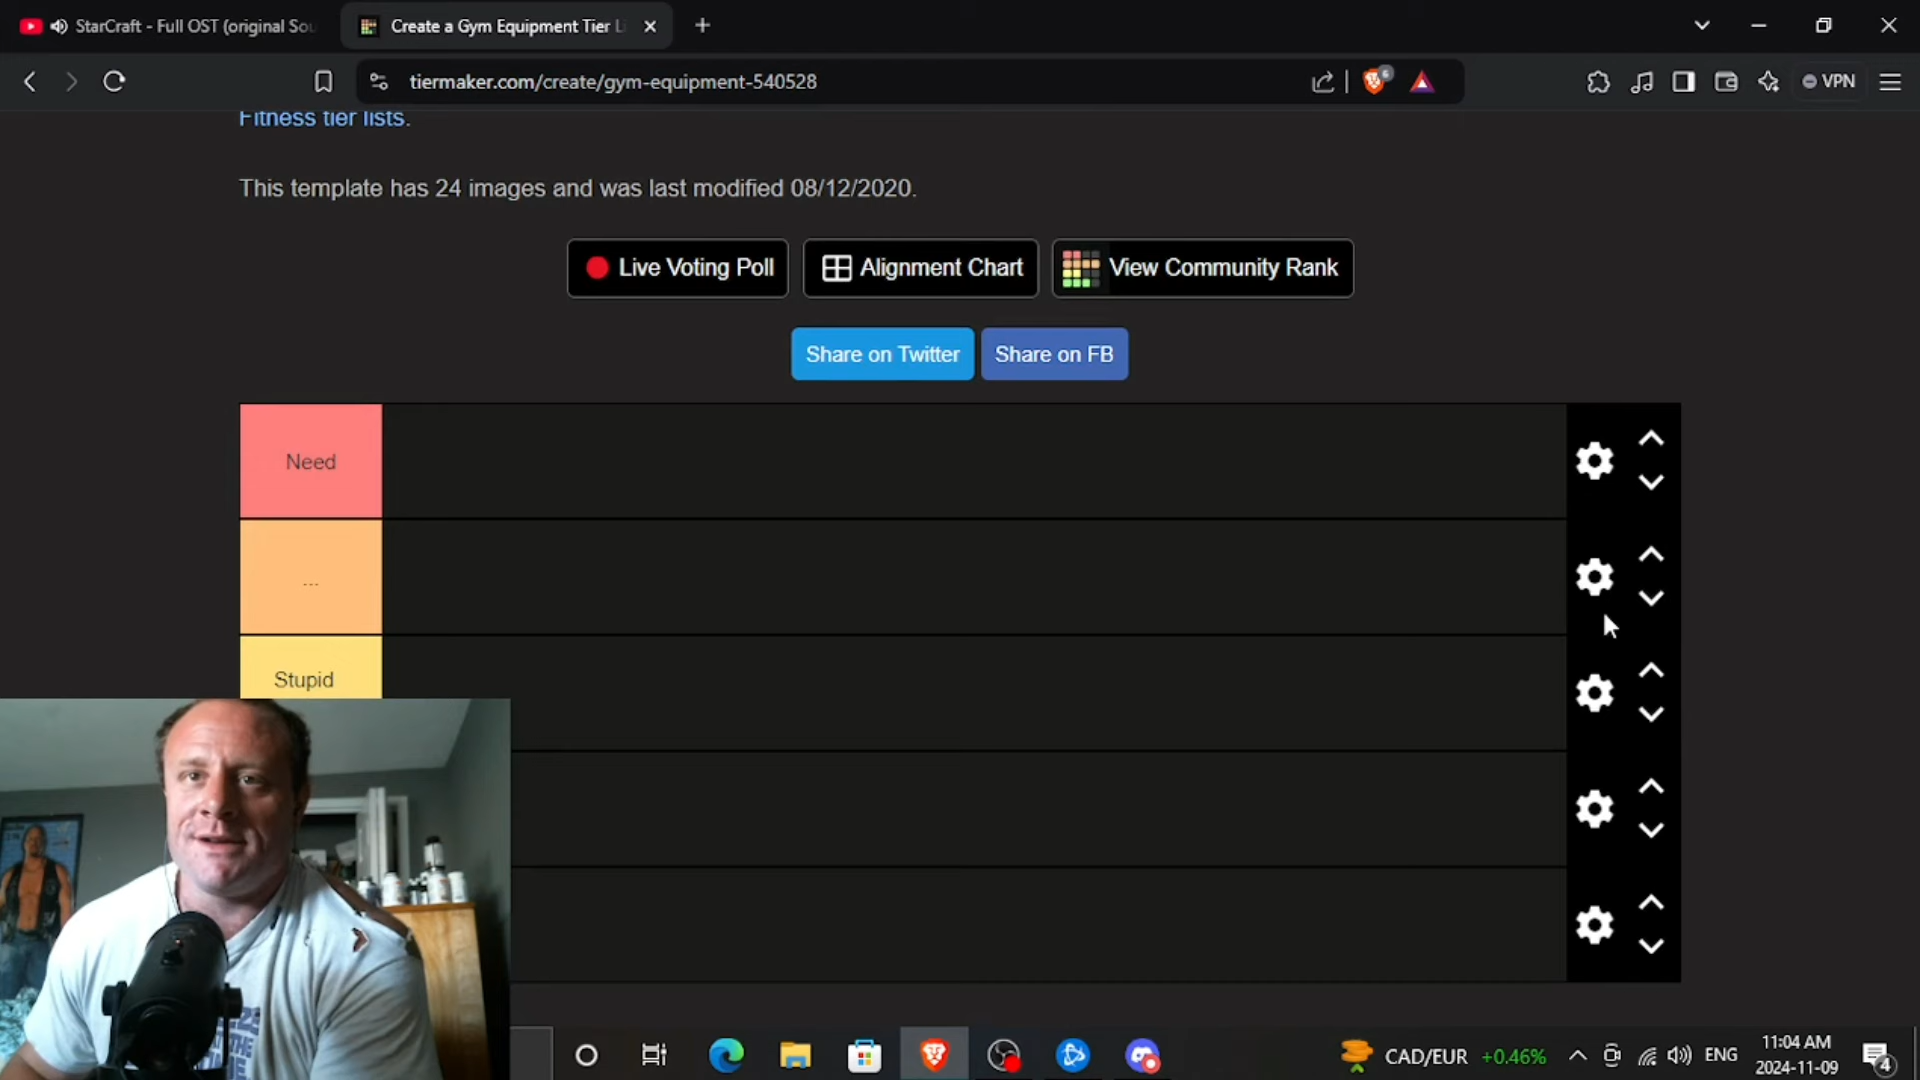 StarCraft - Full OST (original Sou
Create a Gym Equipment Tier L
tiermaker.com/create/gym-equipment-540528
6
VPN
Fitness tier lists.
This template has 24 images and was last modified 08/12/2020.
Live Voting Poll
Alignment Chart
View Community Rank
Share on Twitter
Share on FB
Need
...
Stupid
CAD/EUR +0.46%
ENG
11:04 AM
2024-11-09
4